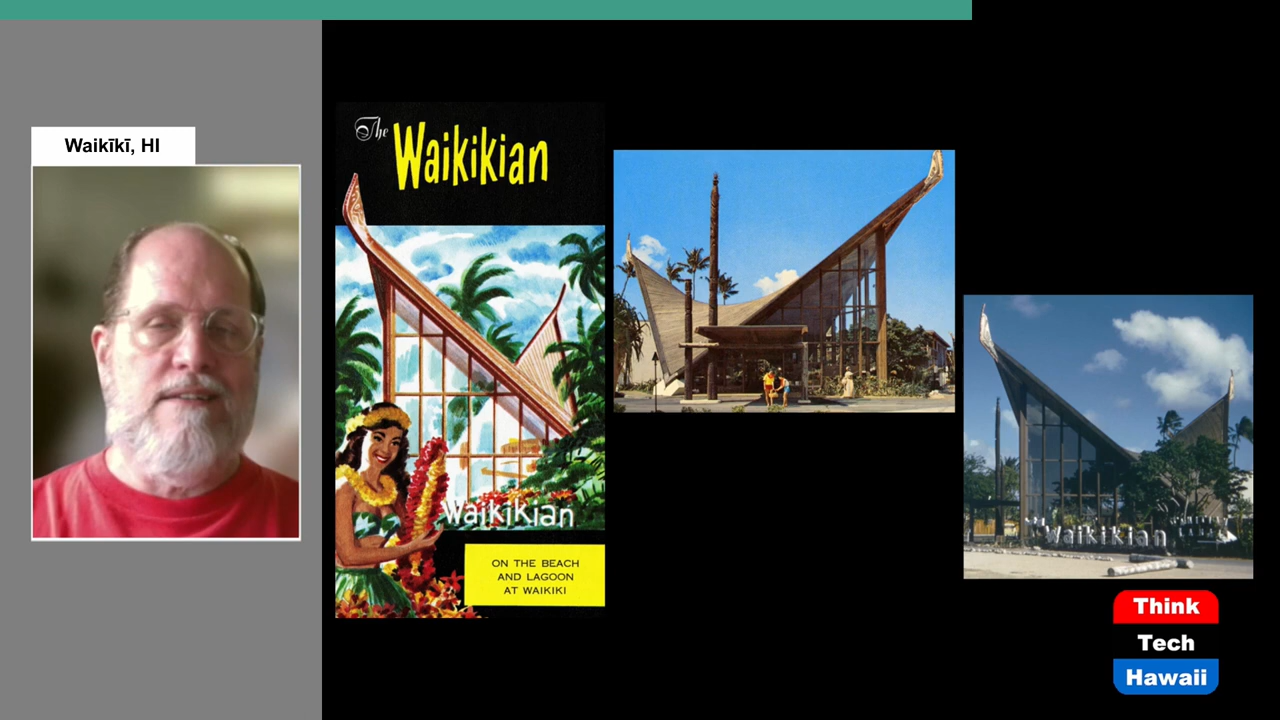 Waikīkī, HI
The Waikikian
Waikikian
ON THE BEACH
AND LAGOON
AT WAIKIKI
Waikikian
Think
Tech
Hawaii